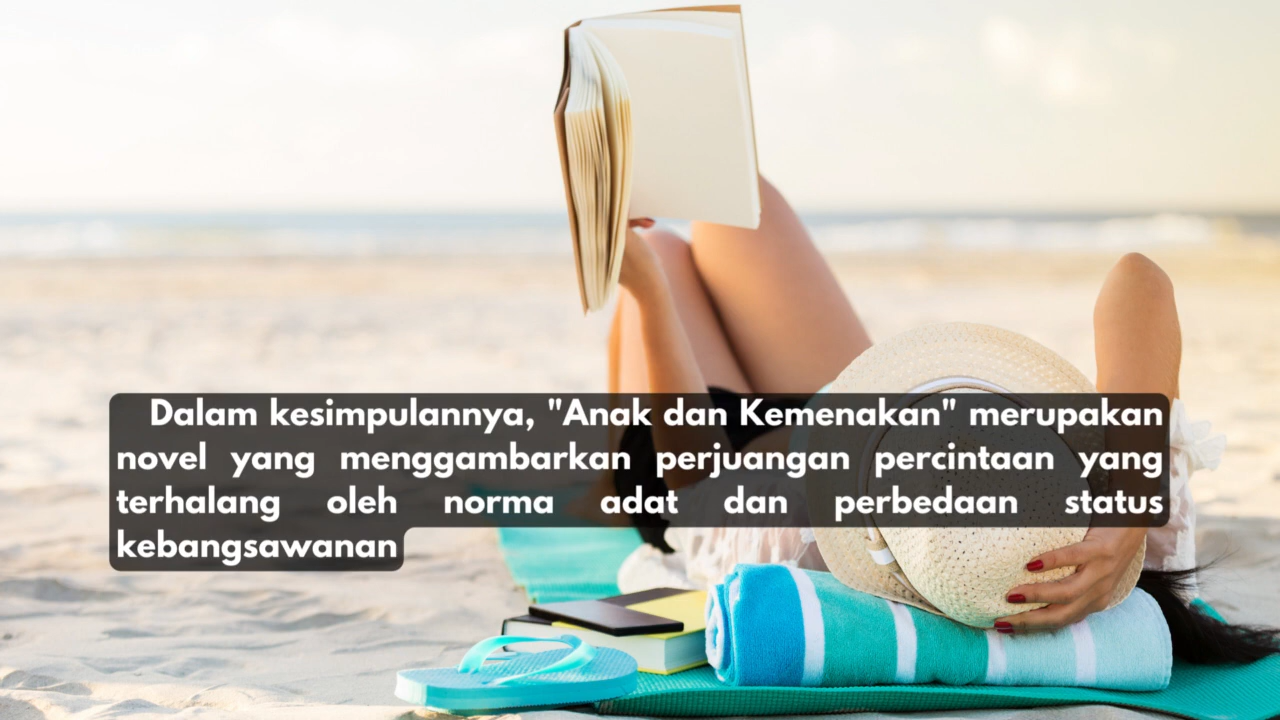 Dalam kesimpulannya, "Anak dan Kemenakan" merupakan
novel yang menggambarkan perjuangan percintaan yang
terhalang oleh norma adat dan perbedaan status
kebangsawanan